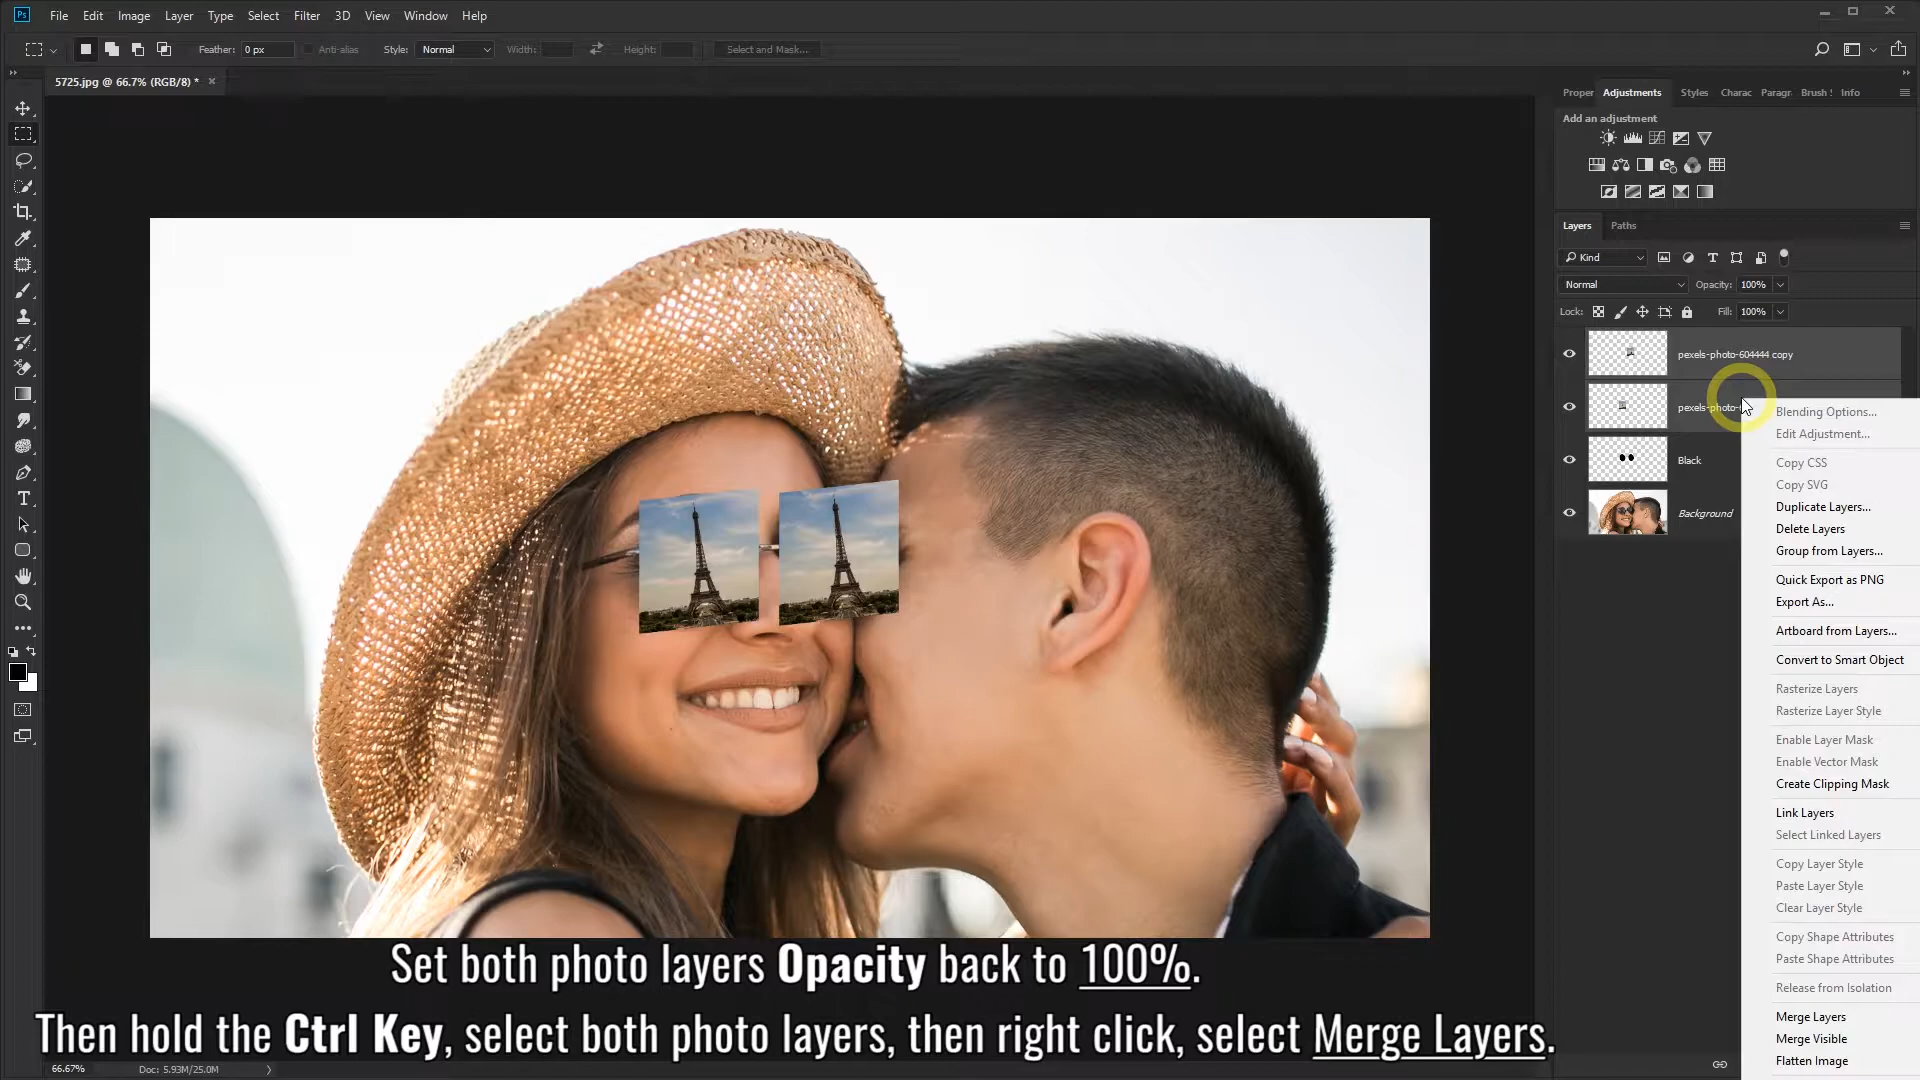 Ps File Edit Image Layer Type Select Filter 3D View Window Help
Feather: 0 px Anti-alias Style: Normal Width: Height: Select and Mask...
5725.jpg @ 66.7% (RGB/8) * ×
Proper Adjustments Styles Charac Paragr Brush Info
Add an adjustment
Layers Paths
Kind
Normal Opacity: 100%
Lock: Fill: 100%
pexels-photo-604444 copy
pexels-photo-
Black
Background
Blending Options...
Edit Adjustment...
Copy CSS
Copy SVG
Duplicate Layers...
Delete Layers
Group from Layers...
Quick Export as PNG
Export As...
Artboard from Layers...
Convert to Smart Object
Rasterize Layers
Rasterize Layer Style
Enable Layer Mask
Enable Vector Mask
Create Clipping Mask
Link Layers
Select Linked Layers
Copy Layer Style
Paste Layer Style
Clear Layer Style
Copy Shape Attributes
Paste Shape Attributes
Release from Isolation
Merge Layers
Merge Visible
Flatten Image
Set both photo layers Opacity back to 100%.
Then hold the Ctrl Key, select both photo layers, then right click, select Merge Layers.
66.67% Doc: 5.93M/25.0M